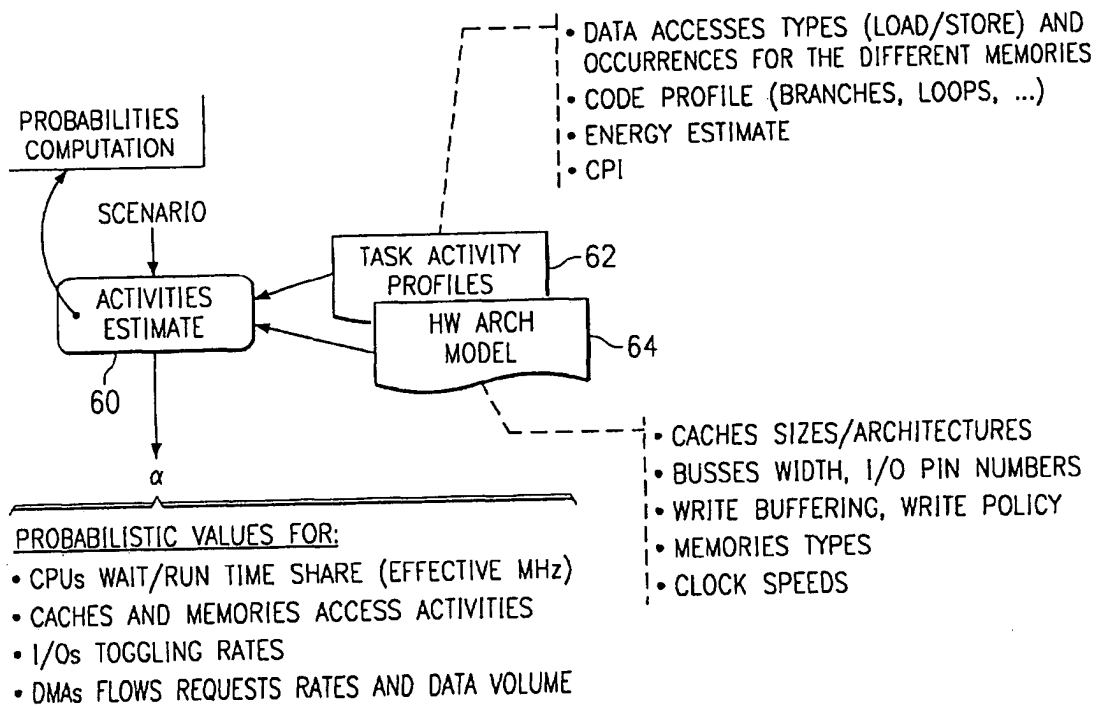 • DATA ACCESSES TYPES (LOAD/STORE) AND
OCCURRENCES FOR THE DIFFERENT MEMORIES
• CODE PROFILE (BRANCHES, LOOPS, ...)
• ENERGY ESTIMATE
• CPI
PROBABILITIES
COMPUTATION
SCENARIO
TASK ACTIVITY
PROFILES
62
ACTIVITIES
ESTIMATE
60
HW ARCH
MODEL
64
• CACHES SIZES/ARCHITECTURES
• BUSSES WIDTH, I/O PIN NUMBERS
• WRITE BUFFERING, WRITE POLICY
• MEMORIES TYPES
• CLOCK SPEEDS
α
PROBABILISTIC VALUES FOR:
• CPUs WAIT/RUN TIME SHARE (EFFECTIVE MHz)
• CACHES AND MEMORIES ACCESS ACTIVITIES
• I/Os TOGGLING RATES
• DMAs FLOWS REQUESTS RATES AND DATA VOLUME